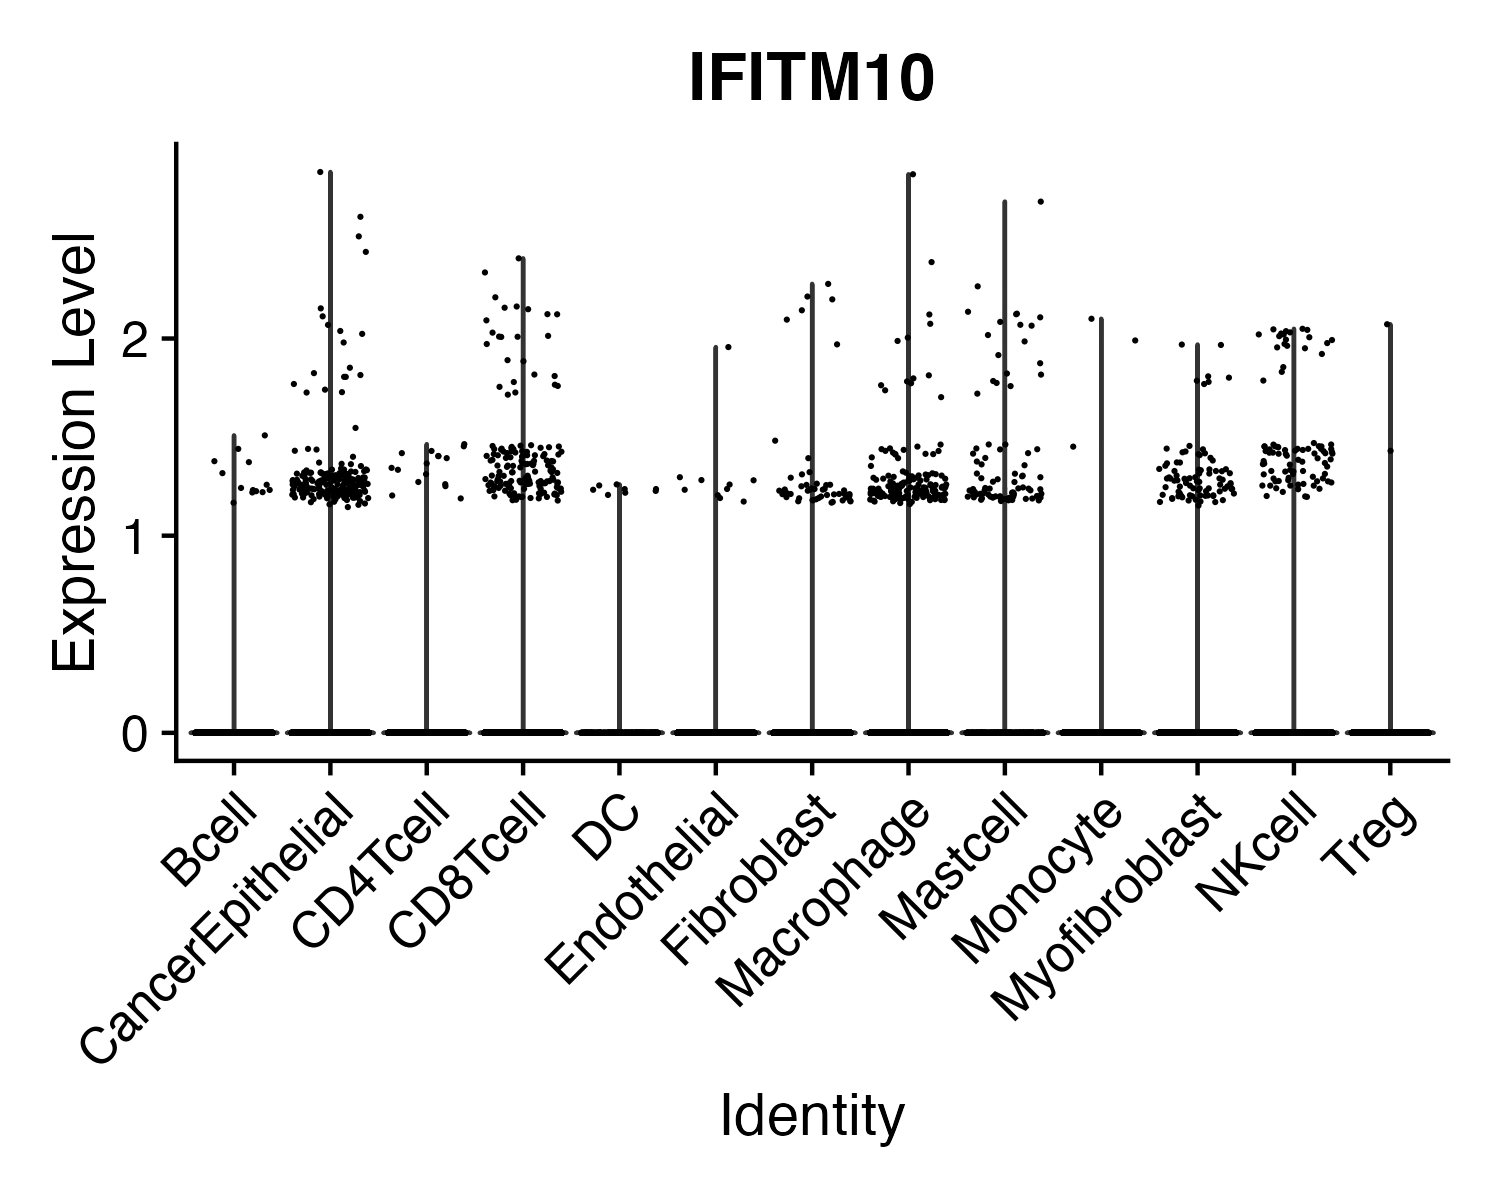 IFITM10
Expression Level
2
1
0
Bcell
CancerEpithelial
CD4Tcell
CD8Tcell
DC
Endothelial
Fibroblast
Macrophage
Mastcell
Monocyte
Myofibroblast
NKcell
Treg
Identity